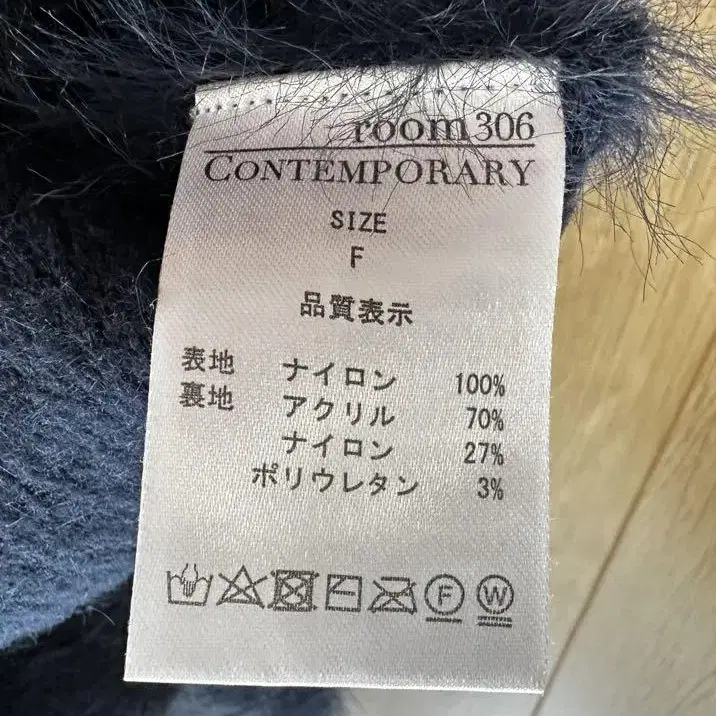 room306
CONTEMPORARY
SIZE
F
品質表示
表地 ナイロン 100%
裏地 アクリル 70%
ナイロン 27%
ポリウレタン 3%
F W